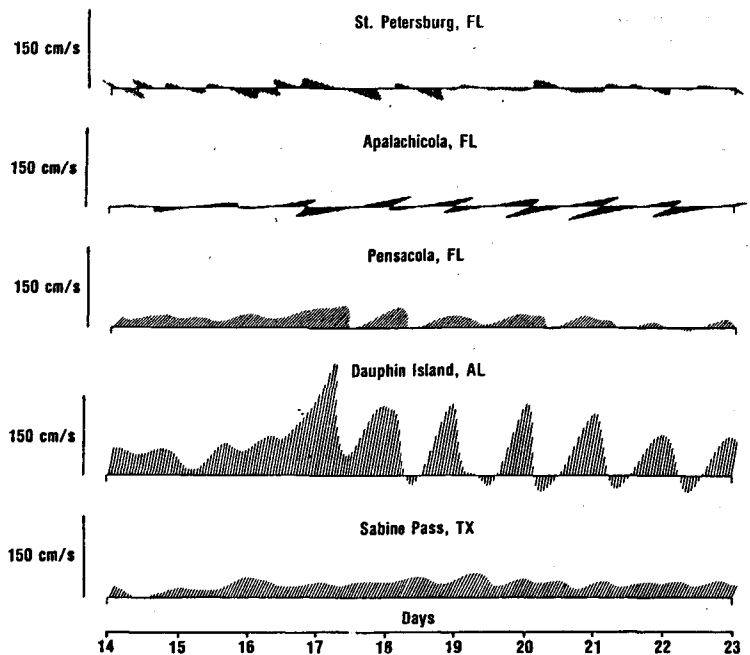 St. Petersburg, FL
150 cm/s
Apalachicola, FL
150 cm/s
Pensacola, FL
150 cm/s
Dauphin Island, AL
150 cm/s
Sabine Pass, TX
150 cm/s
Days
14 15 16 17 18 19 20 21 22 23